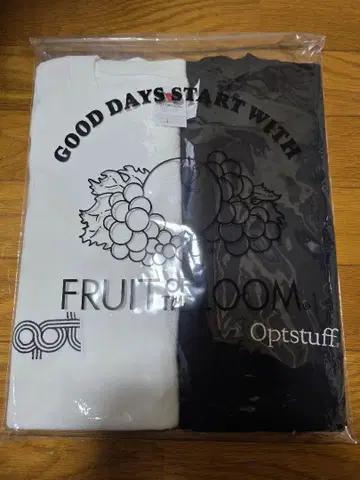 GOOD DAYS START WITH
FRUIT OF THE LOOM®
opt
Optstuff